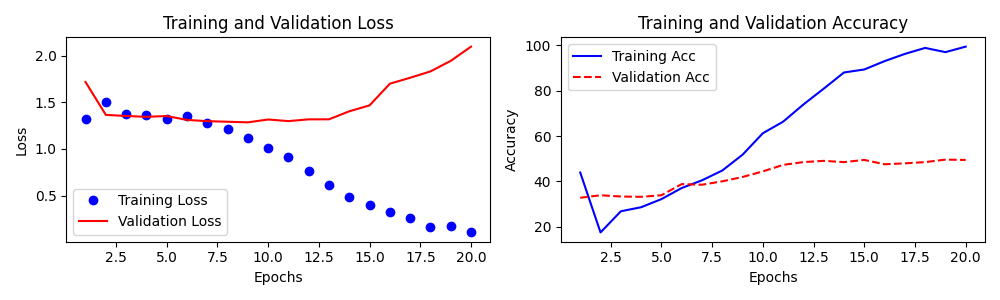 Training and Validation Loss
2.0
1.5
1.0
0.5
Loss
Training Loss
Validation Loss
2.5 5.0 7.5 10.0 12.5 15.0 17.5 20.0
Epochs
Training and Validation Accuracy
100
80
60
40
20
Accuracy
Training Acc
Validation Acc
2.5 5.0 7.5 10.0 12.5 15.0 17.5 20.0
Epochs